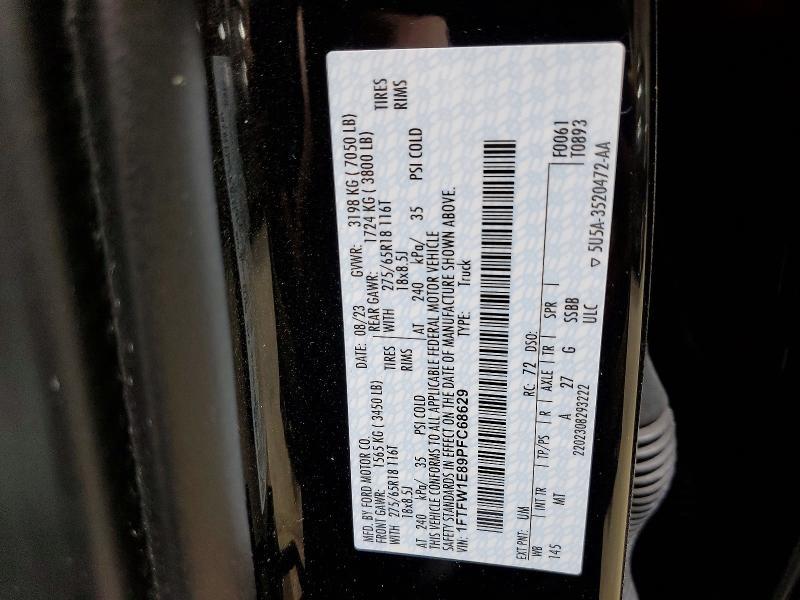 MFD. BY FORD MOTOR CO.
DATE: 08/23 GVWR: 3198 KG ( 7050 LB)
FRONT GAWR: 1565 KG ( 3450 LB) REAR GAWR: 1724 KG ( 3800 LB)
WITH 275/65R18 116T TIRES WITH 275/65R18 116T TIRES
18x8.5J RIMS 18x8.5J RIMS
AT 240 kPa/ 35 PSI COLD AT 240 kPa/ 35 PSI COLD
THIS VEHICLE CONFORMS TO ALL APPLICABLE FEDERAL MOTOR VEHICLE
SAFETY STANDARDS IN EFFECT ON THE DATE OF MANUFACTURE SHOWN ABOVE.
VIN: 1FTFW1E89PFC68629 TYPE: Truck
EXT PNT: UM RC: 72 DSO: F0061
WB INT TR TP/PS R AXLE TR SPR T0893
145 MT A 27 G SSBB
2202308293222 ULC
▽ 5U5A-3520472-AA